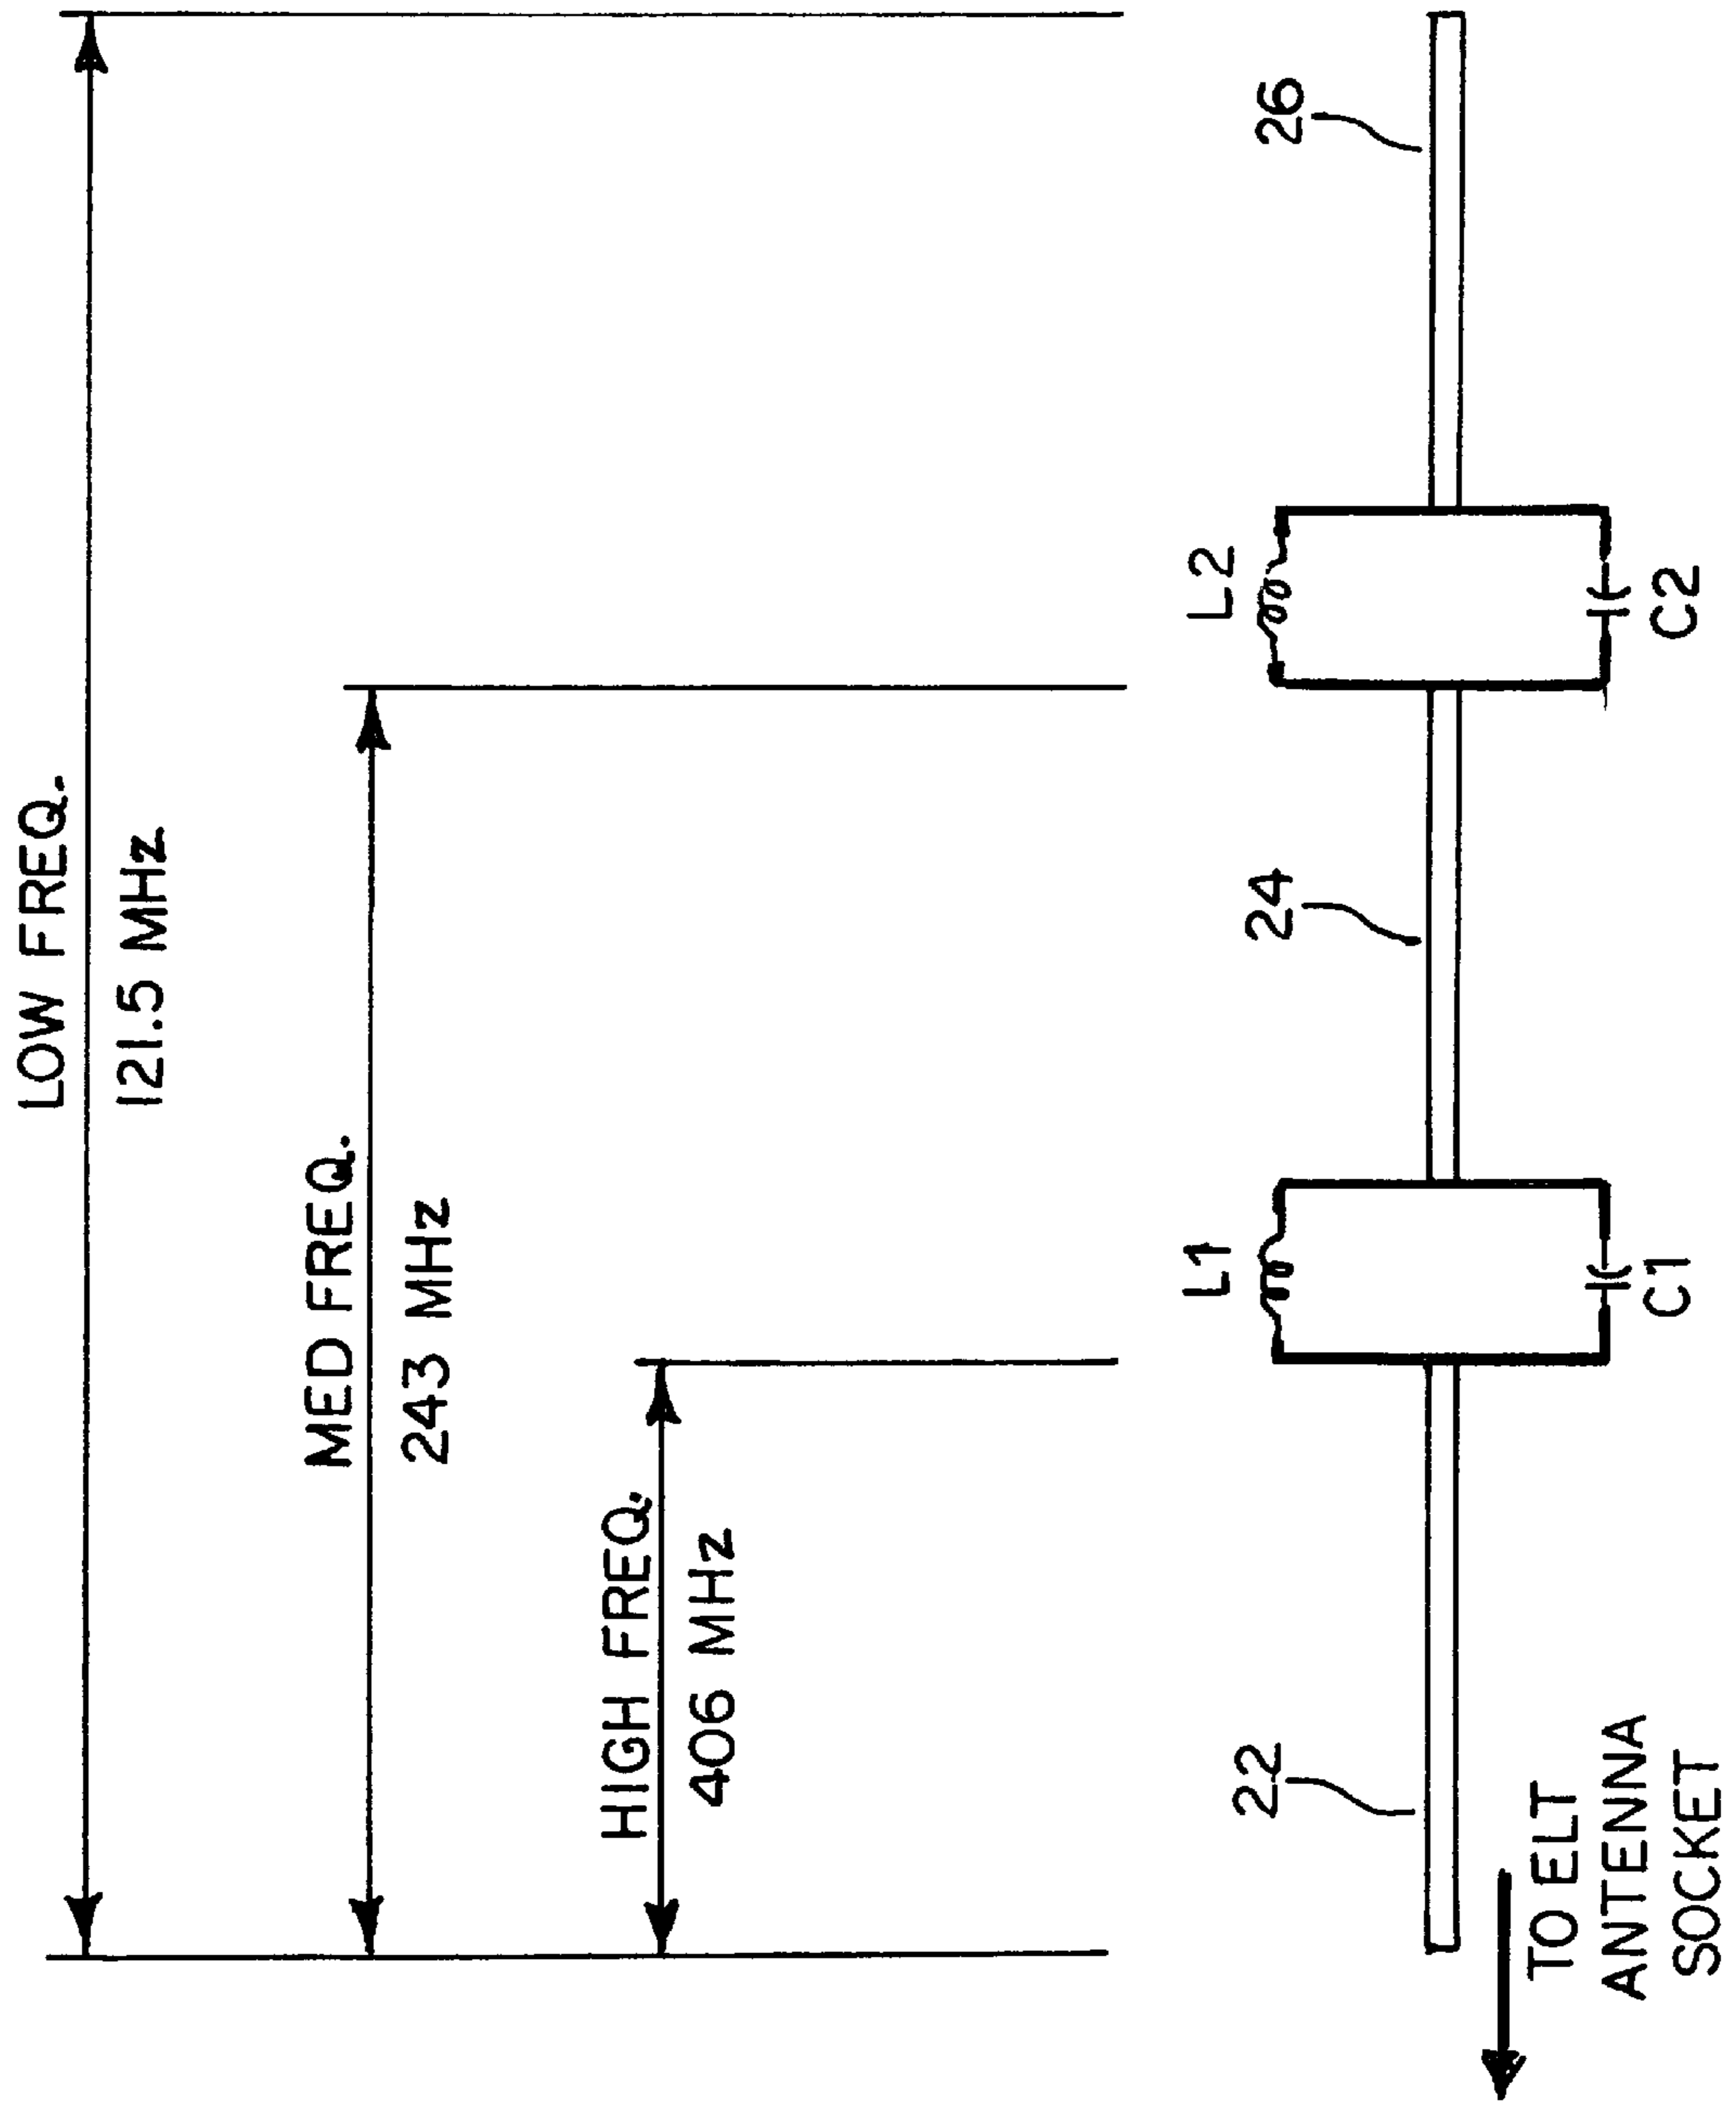 LOW FREQ.
121.5 MHz
MED FREQ.
243 MHz
HIGH FREQ.
406 MHz
22
L1
C1
24
L2
C2
26
TO ELT
ANTENNA
SOCKET